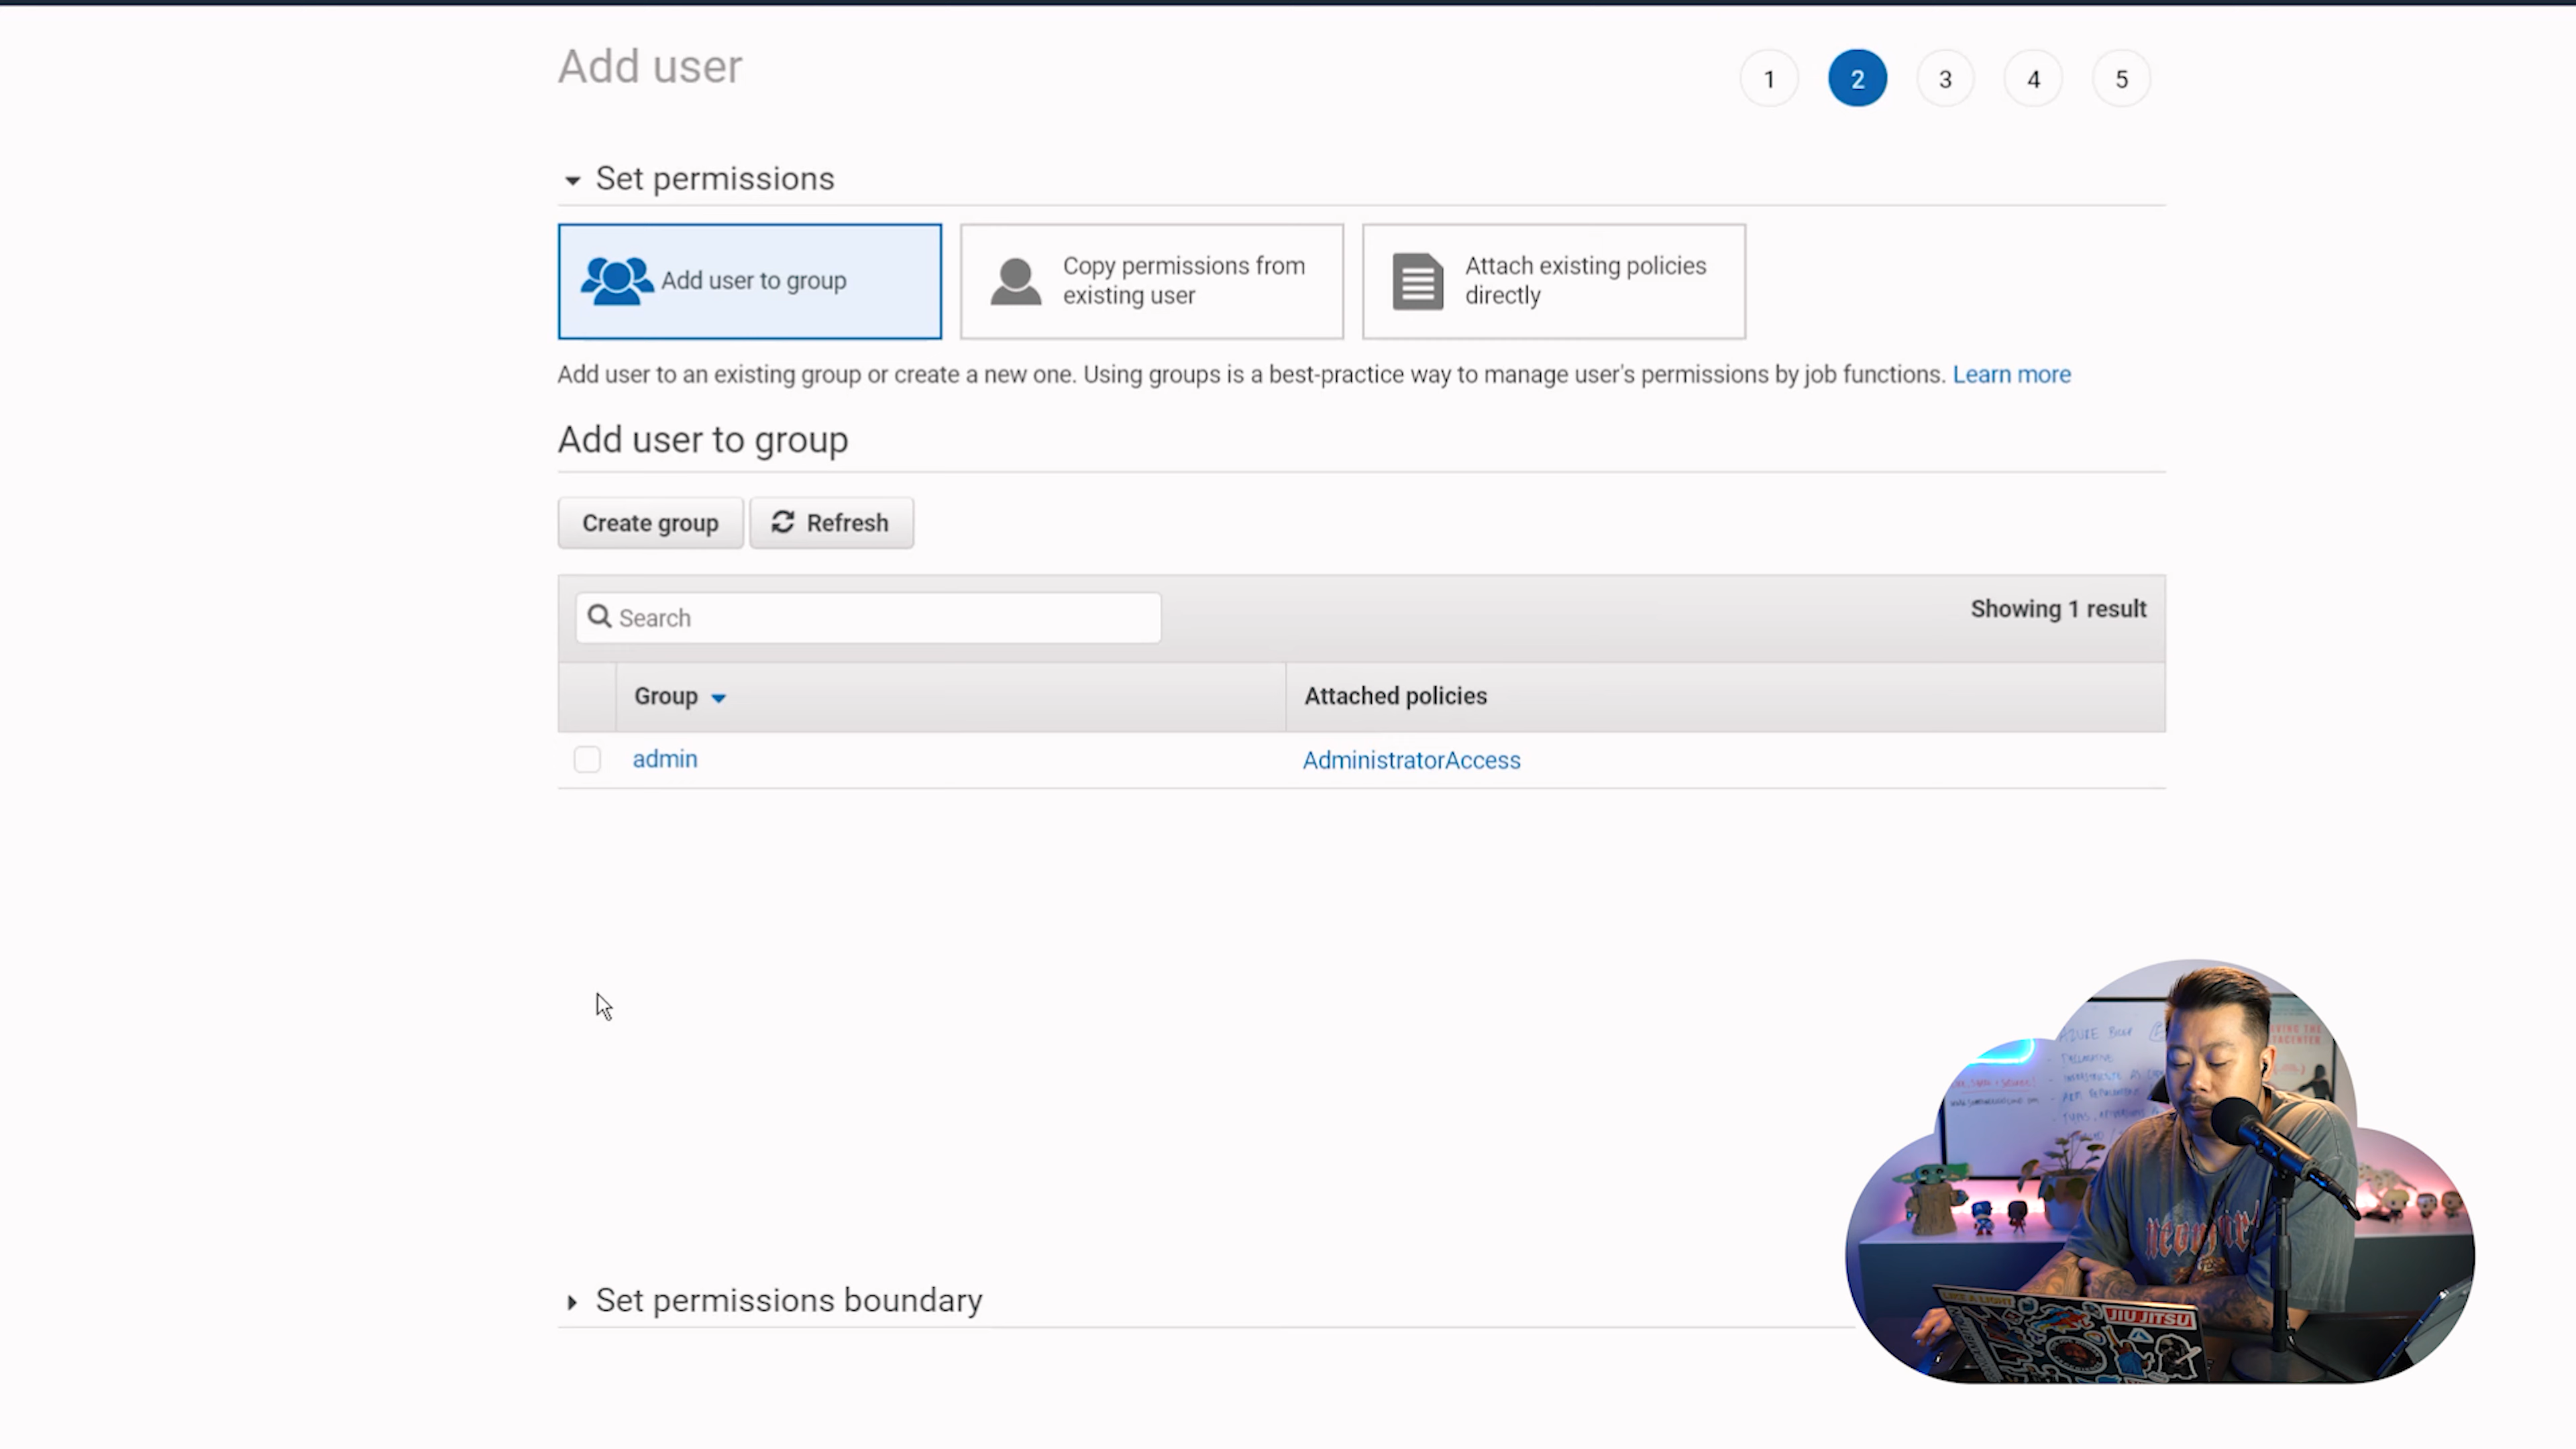 Add user
1 2 3 4 5
Set permissions
Add user to group
Copy permissions from
existing user
Attach existing policies
directly
Add user to an existing group or create a new one. Using groups is a best-practice way to manage user's permissions by job functions. Learn more
Add user to group
Create group
Refresh
Search
Showing 1 result
Group
Attached policies
admin
AdministratorAccess
Set permissions boundary
AZURE
JIU JITSU